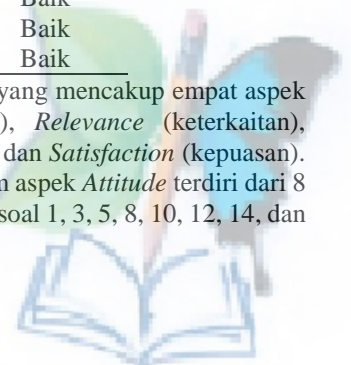 Baik
Baik
Baik
yang mencakup empat aspek
), Relevance (keterkaitan),
dan Satisfaction (kepuasan).
aspek Attitude terdiri dari 8
soal 1, 3, 5, 8, 10, 12, 14, dan